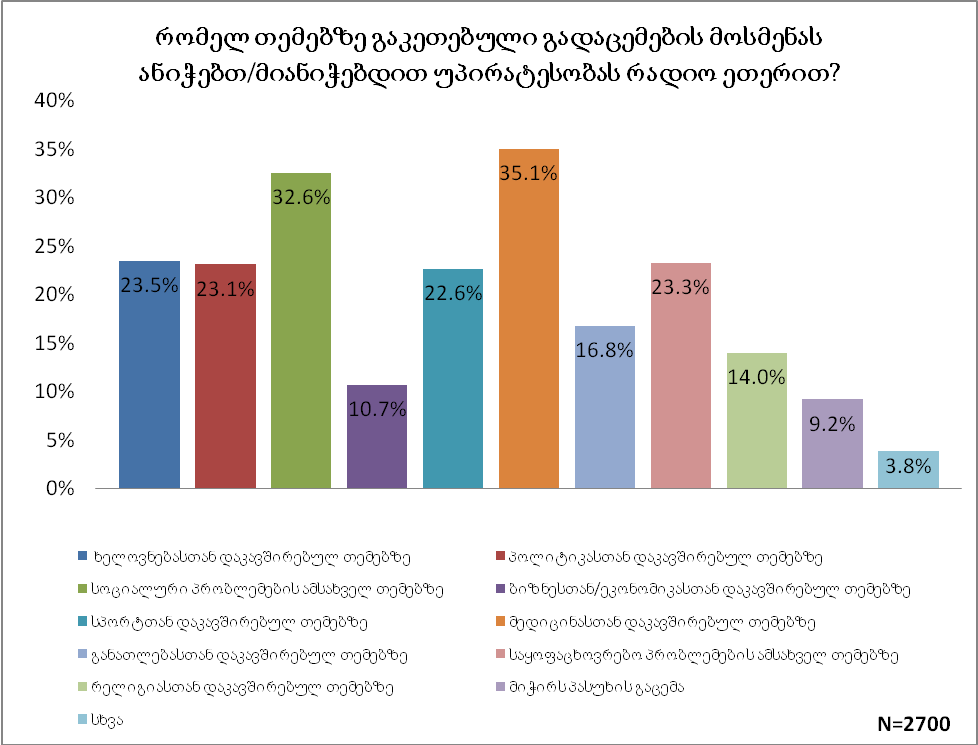 რომელ თემებზე გაკეთებული გადაცემების მოსმენას
ანიჭებთ/მიანიჭებდით უპირატესობას რადიო ეთერით?
40%
35%
30%
25%
20%
15%
10%
5%
0%
23.5%
23.1%
32.6%
10.7%
22.6%
35.1%
16.8%
23.3%
14.0%
9.2%
3.8%
ხელოვნებასთან დაკავშირებულ თემებზე
პოლიტიკასთან დაკავშირებულ თემებზე
სოციალური პრობლემების ამსახველ თემებზე
ბიზნესთან/ეკონომიკასთან დაკავშირებულ თემებზე
სპორტთან დაკავშირებულ თემებზე
მედიცინასთან დაკავშირებულ თემებზე
განათლებასთან დაკავშირებულ თემებზე
საყოფაცხოვრებო პრობლემების ამსახველ თემებზე
რელიგიასთან დაკავშირებულ თემებზე
მიჭირს პასუხის გაცემა
სხვა
N=2700